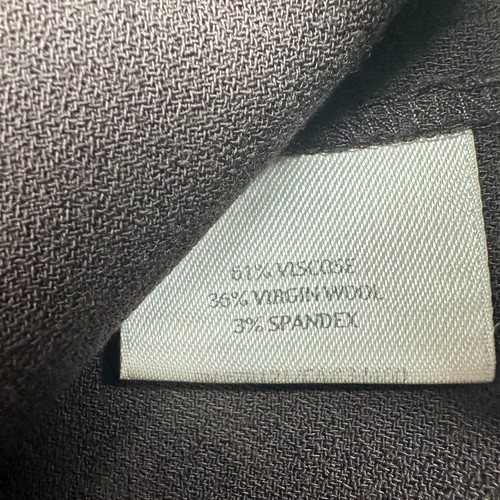 61% VISCOSE
36% VIRGIN WOOL
3% SPANDEX